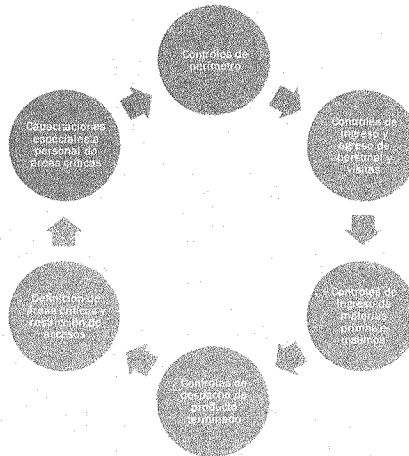 Controles de
perímetro
Controles de
ingreso y
egreso de
personal y
visitas
Controles de
ingreso de
materias
primas e
insumos
Controles de
despacho de
producto
terminado
Definición de
áreas críticas y
restricción de
accesos
Capacitaciones
especiales a
personal de
áreas críticas